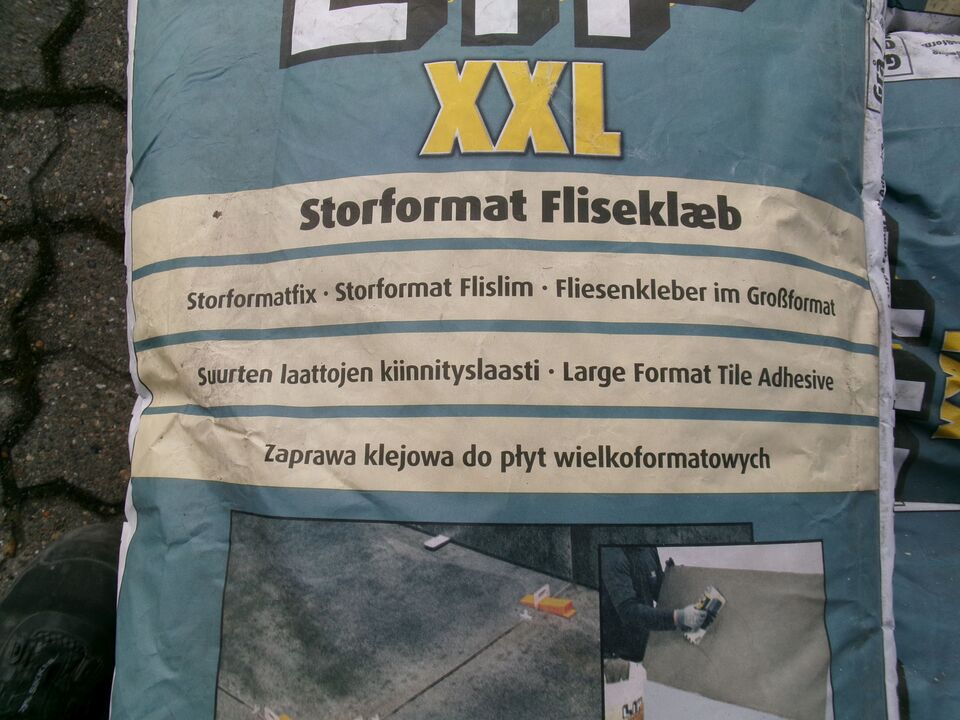 XXL
Storformat Fliseklæb
Storformatfix · Storformat Flislim · Fliesenkleber im Großformat
Suurten laattojen kiinnityslaasti · Large Format Tile Adhesive
Zaprawa klejowa do płyt wielkoformatowych